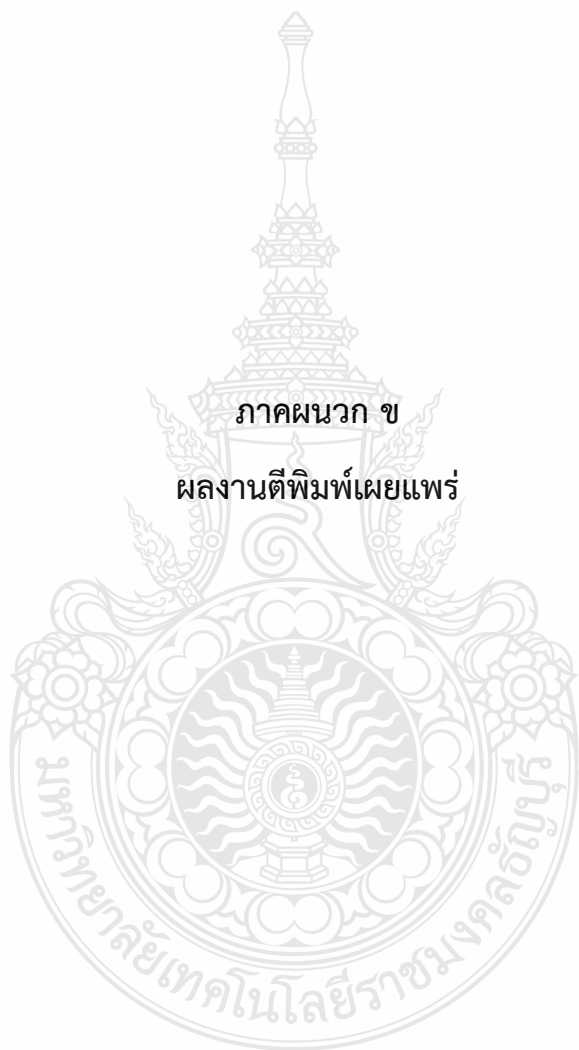 ภาคผนวก ข
ผลงานตีพิมพ์เผยแพร่
มหาวิทยาลัยเทคโนโลยีราชมงคลธัญบุรี